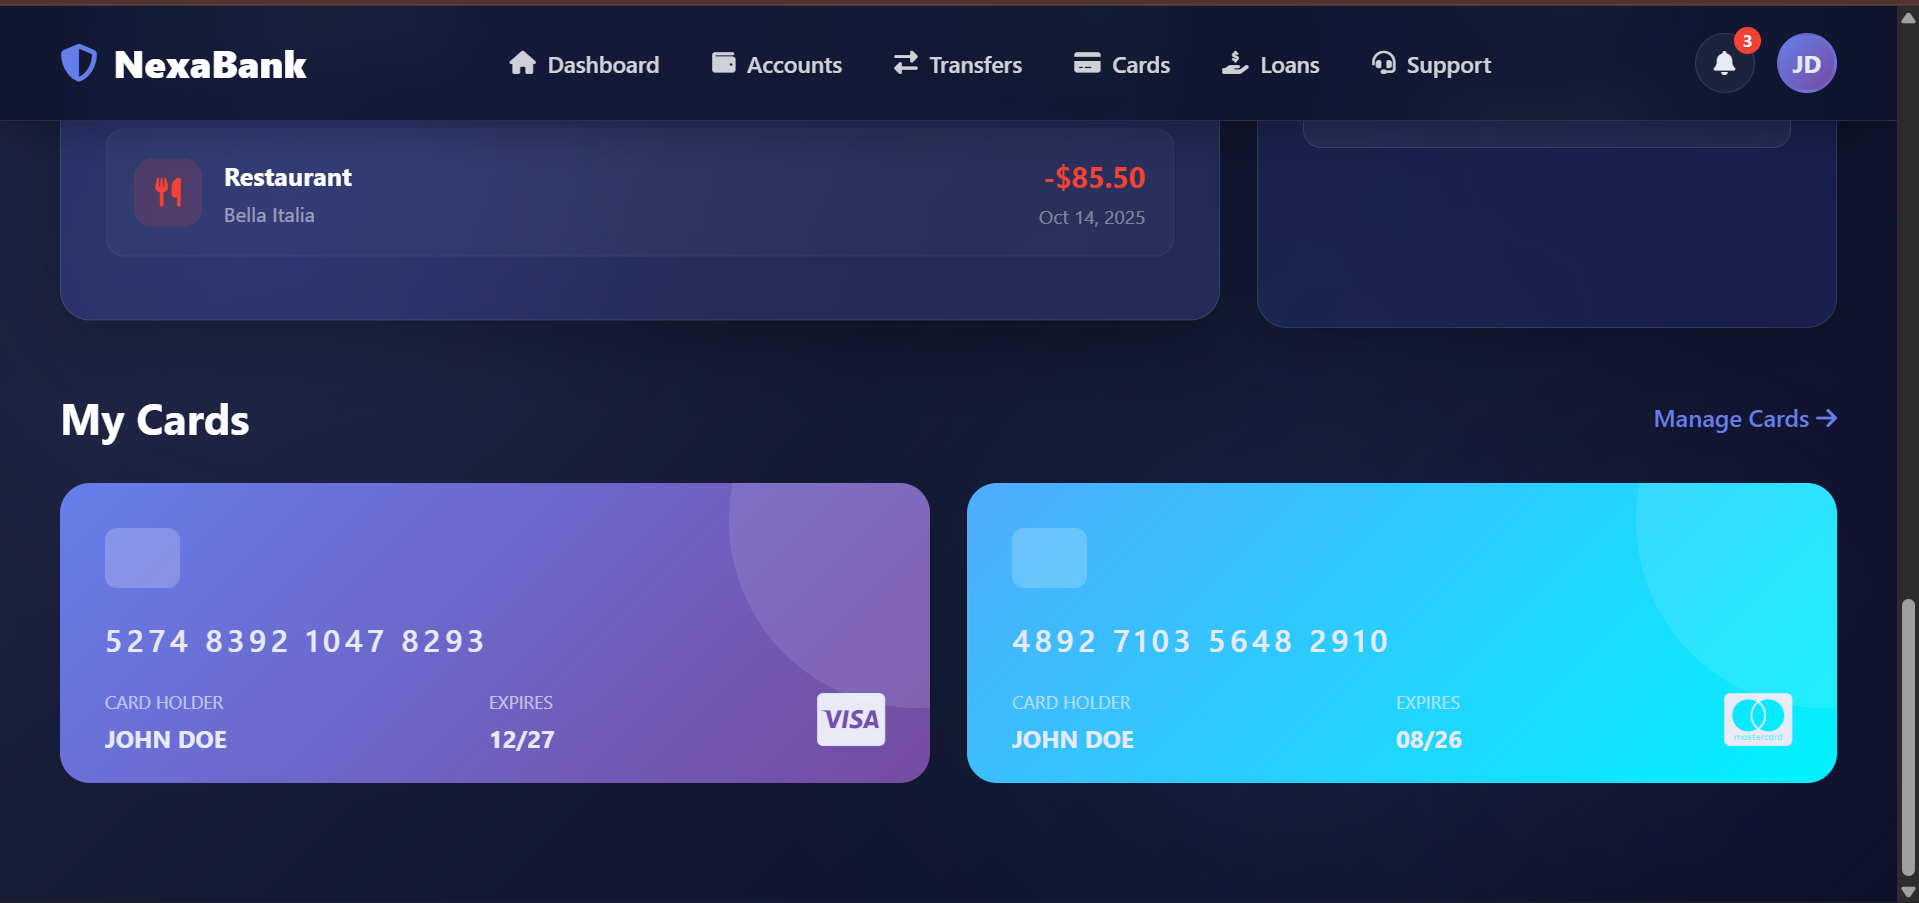 NexaBank
Dashboard
Accounts
Transfers
Cards
Loans
Support
3
JD
Restaurant
Bella Italia
-$85.50
Oct 14, 2025
My Cards
Manage Cards
5274 8392 1047 8293
CARD HOLDER
JOHN DOE
EXPIRES
12/27
VISA
4892 7103 5648 2910
CARD HOLDER
JOHN DOE
EXPIRES
08/26
mastercard